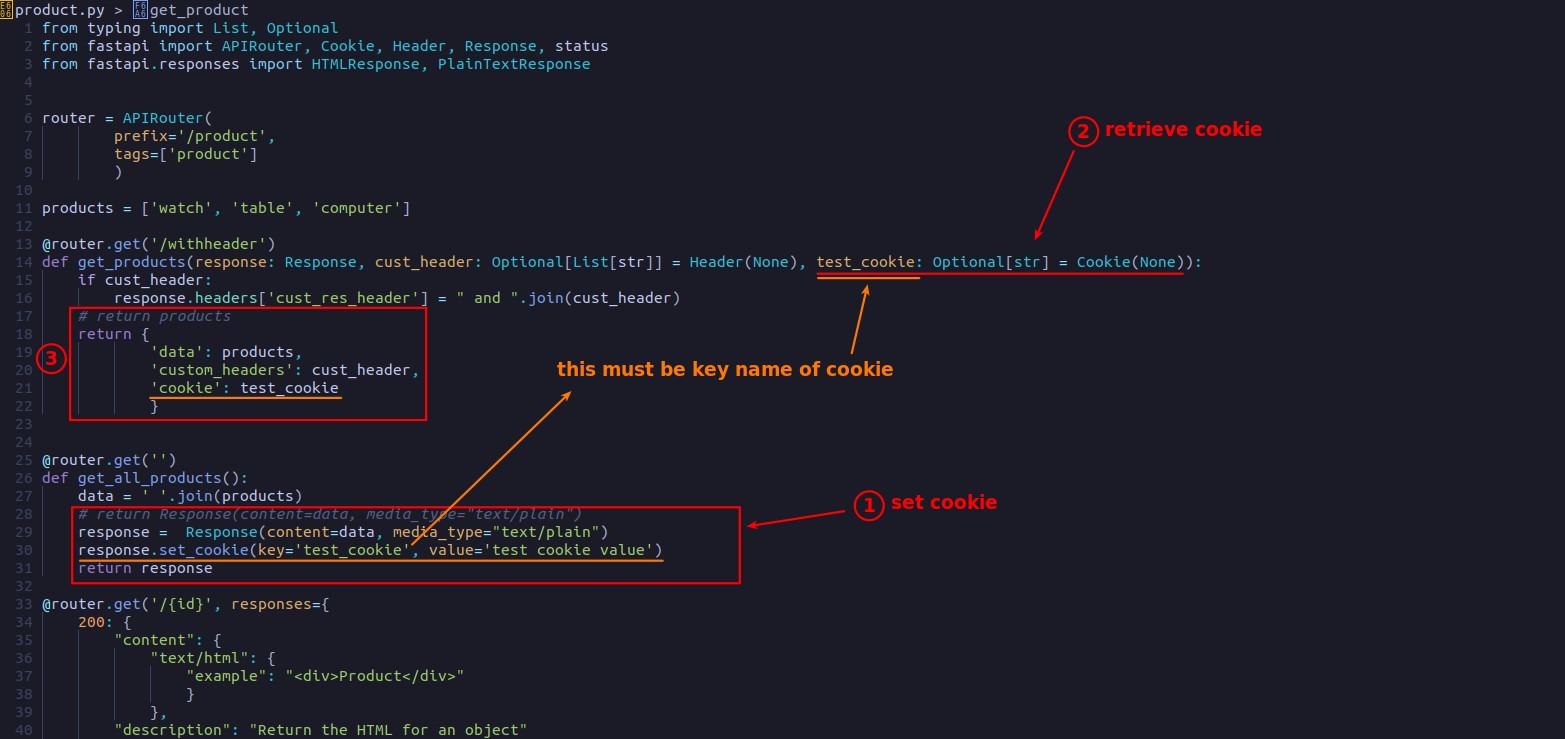 product.py > get_product
1 from typing import List, Optional
2 from fastapi import APIRouter, Cookie, Header, Response, status
3 from fastapi.responses import HTMLResponse, PlainTextResponse
4
5
6 router = APIRouter(
7         prefix='/product',
8         tags=['product']
9         )
10
11 products = ['watch', 'table', 'computer']
12
13 @router.get('/withheader')
14 def get_products(response: Response, cust_header: Optional[List[str]] = Header(None), test_cookie: Optional[str] = Cookie(None)):
15     if cust_header:
16         response.headers['cust_res_header'] = " and ".join(cust_header)
17     # return products
18     return {
19             'data': products,
20             'custom_headers': cust_header,
21             'cookie': test_cookie
22             }
23
24
25 @router.get('')
26 def get_all_products():
27     data = ' '.join(products)
28     # return Response(content=data, media_type="text/plain")
29     response =  Response(content=data, media_type="text/plain")
30     response.set_cookie(key='test_cookie', value='test cookie value')
31     return response
32
33 @router.get('/{id}', responses={
34     200: {
35         "content": {
36             "text/html": {
37                 "example": "<div>Product</div>"
38                 }
39             },
40         "description": "Return the HTML for an object"
2 retrieve cookie
3
this must be key name of cookie
1 set cookie